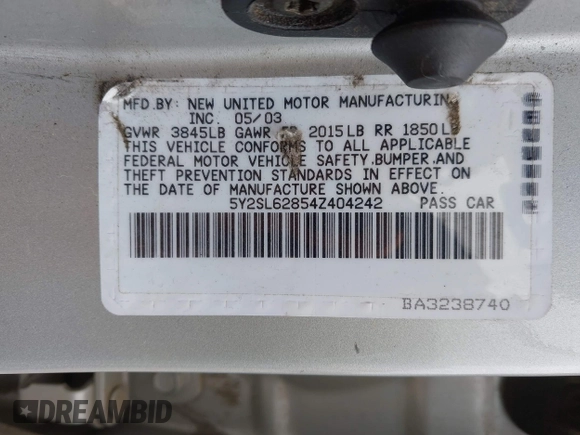 MFD. BY: NEW UNITED MOTOR MANUFACTURIN
INC. 05/03
GVWR 3845LB GAWR 2015LB RR 1850LB
THIS VEHICLE CONFORMS TO ALL APPLICABLE
FEDERAL MOTOR VEHICLE SAFETY,BUMPER,AND
THEFT PREVENTION STANDARDS IN EFFECT ON
THE DATE OF MANUFACTURE SHOWN ABOVE.
5Y2SL62854Z404242 PASS CAR
BA3238740
DREAMBID